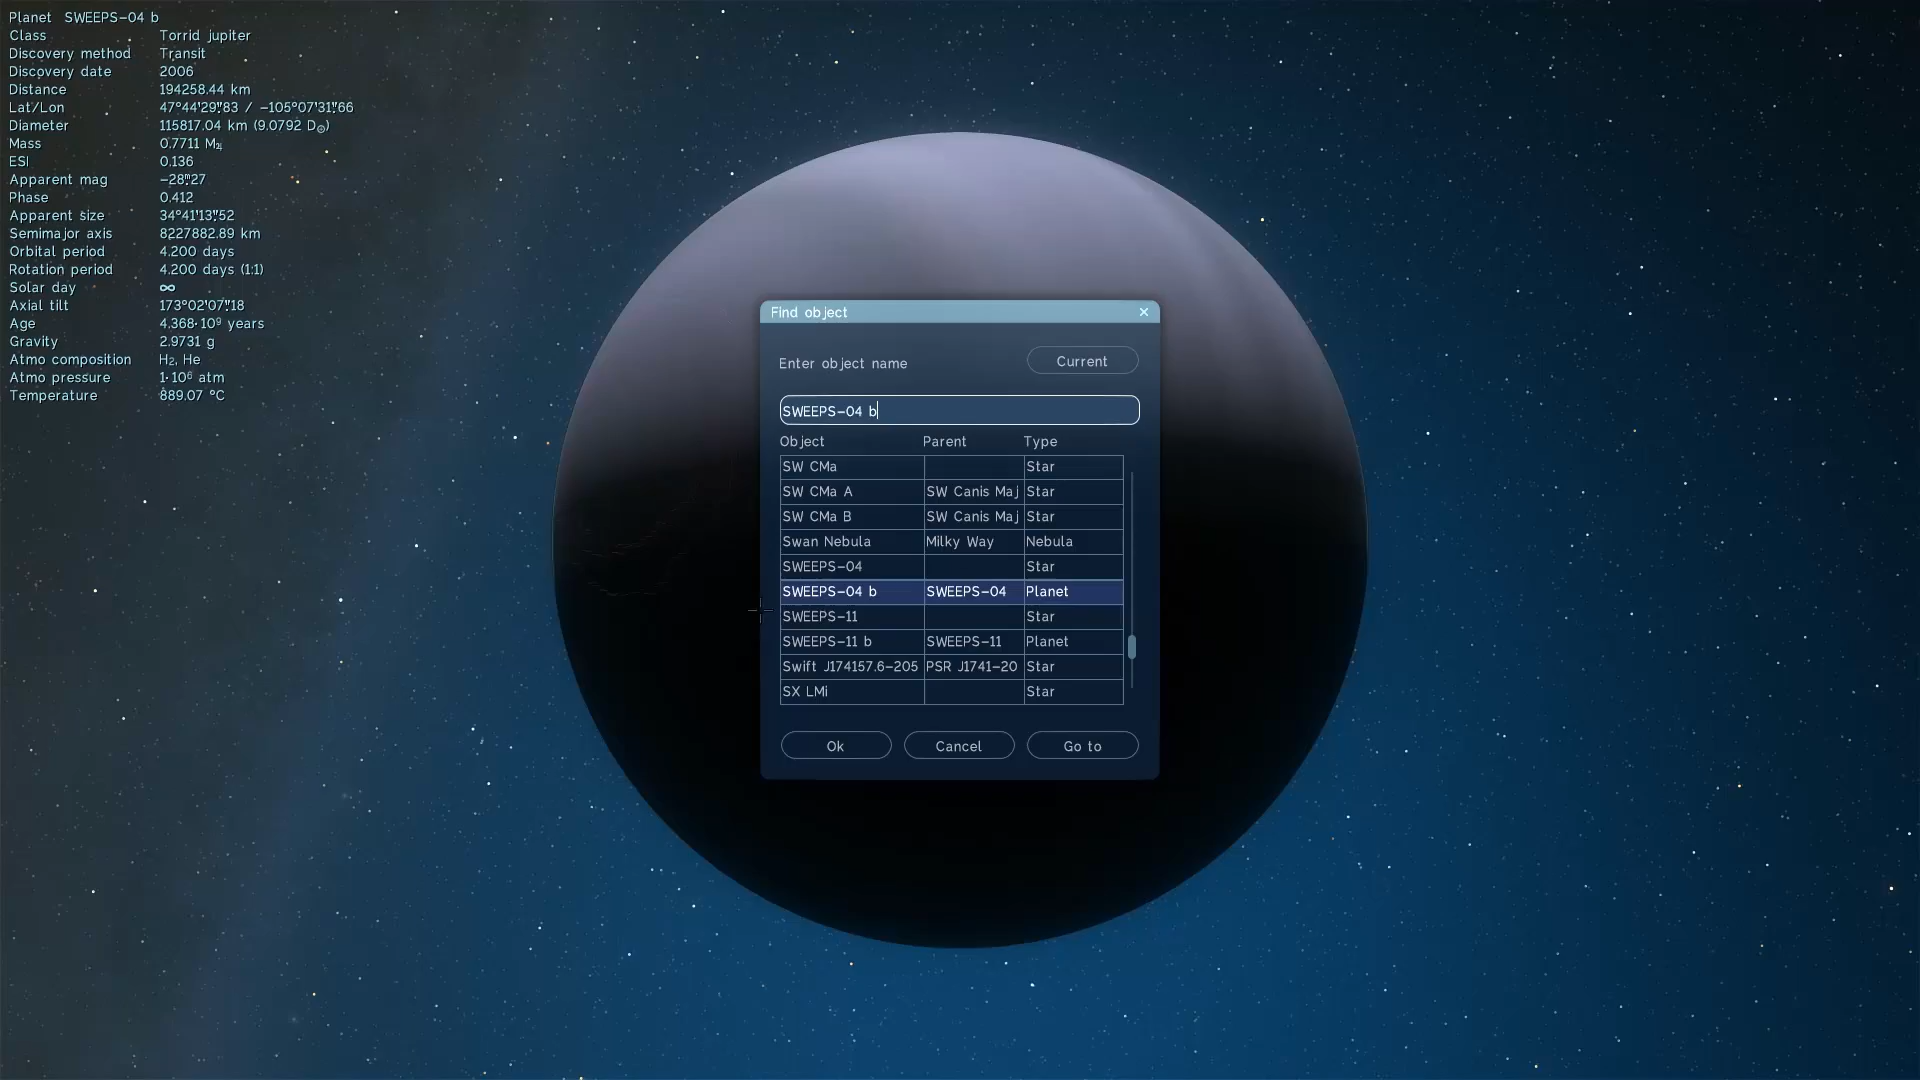 Planet SWEEPS-04 b
Class Torrid jupiter
Discovery method Transit
Discovery date 2006
Distance 194258.44 km
Lat/Lon 47°44'29"83 / -105°07'31"66
Diameter 115817.04 km (9.0792 D⊕)
Mass 0.7711 M♃
ESI 0.136
Apparent mag -28ᵐ27
Phase 0.412
Apparent size 34°41'13"52
Semimajor axis 8227882.89 km
Orbital period 4.200 days
Rotation period 4.200 days (1:1)
Solar day ∞
Axial tilt 173°02'07"18
Age 4.368·10⁹ years
Gravity 2.9731 g
Atmo composition H₂, He
Atmo pressure 1·10⁶ atm
Temperature 889.07 °C
Find object
Enter object name Current
SWEEPS-04 b
Object Parent Type
SW CMa Star
SW CMa A SW Canis Maj Star
SW CMa B SW Canis Maj Star
Swan Nebula Milky Way Nebula
SWEEPS-04 Star
SWEEPS-04 b SWEEPS-04 Planet
SWEEPS-11 Star
SWEEPS-11 b SWEEPS-11 Planet
Swift J174157.6-205 PSR J1741-20 Star
SX LMi Star
Ok Cancel Go to